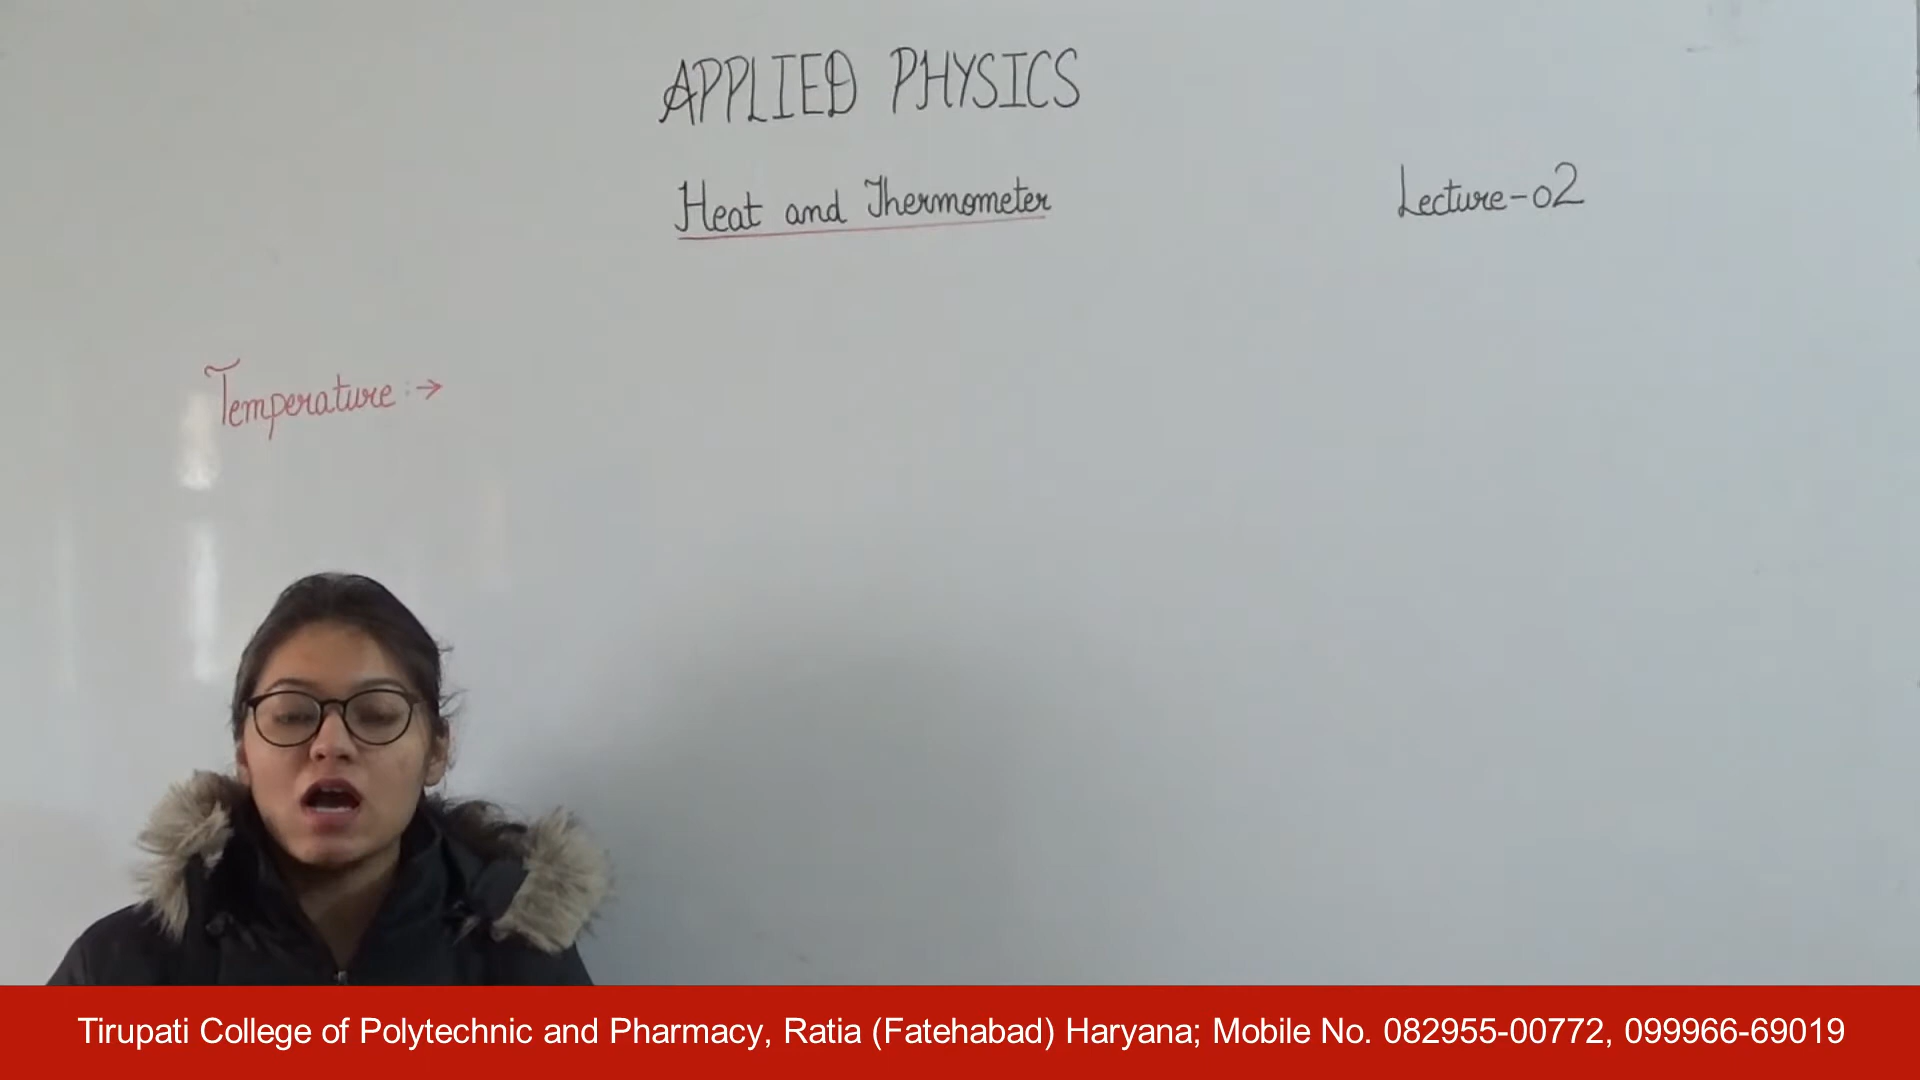 APPLIED PHYSICS
Heat and Thermometer
Lecture-02
Temperature :→
Tirupati College of Polytechnic and Pharmacy, Ratia (Fatehabad) Haryana; Mobile No. 082955-00772, 099966-69019